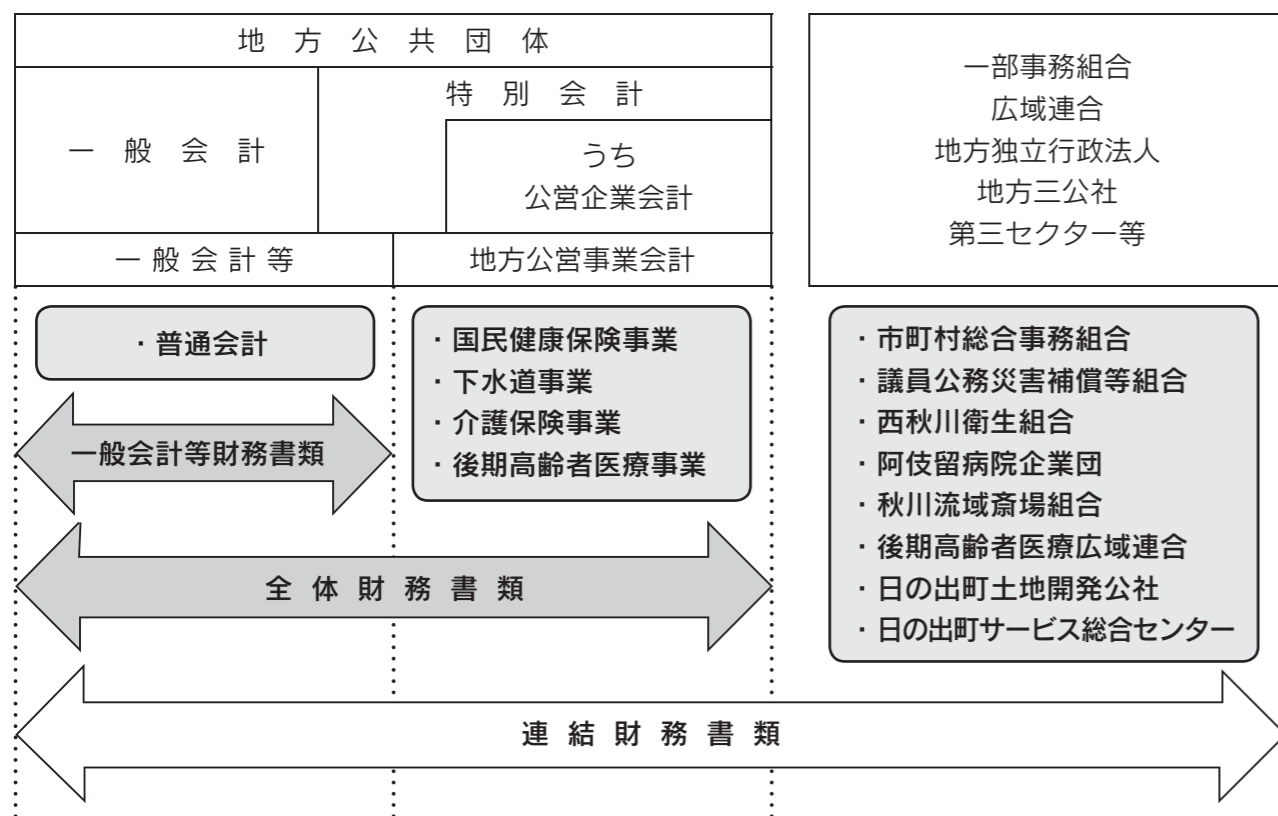 地方公共団体
一般会計
特別会計
うち
公営企業会計
一般会計等
地方公営事業会計
一部事務組合
広域連合
地方独立行政法人
地方三公社
第三セクター等
・普通会計
一般会計等財務書類
・国民健康保険事業
・下水道事業
・介護保険事業
・後期高齢者医療事業
・市町村総合事務組合
・議員公務災害補償等組合
・西秋川衛生組合
・阿伎留病院企業団
・秋川流域斎場組合
・後期高齢者医療広域連合
・日の出町土地開発公社
・日の出町サービス総合センター
全体財務書類
連結財務書類